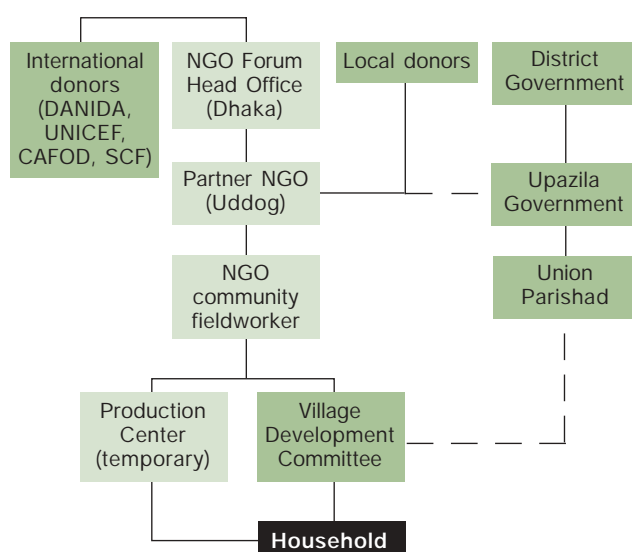 International
donors
(DANIDA,
UNICEF,
CAFOD, SCF)
NGO Forum
Head Office
(Dhaka)
Local donors
District
Government
Partner NGO
(Uddog)
Upazila
Government
NGO
community
fieldworker
Union
Parishad
Production
Center
(temporary)
Village
Development
Committee
Household